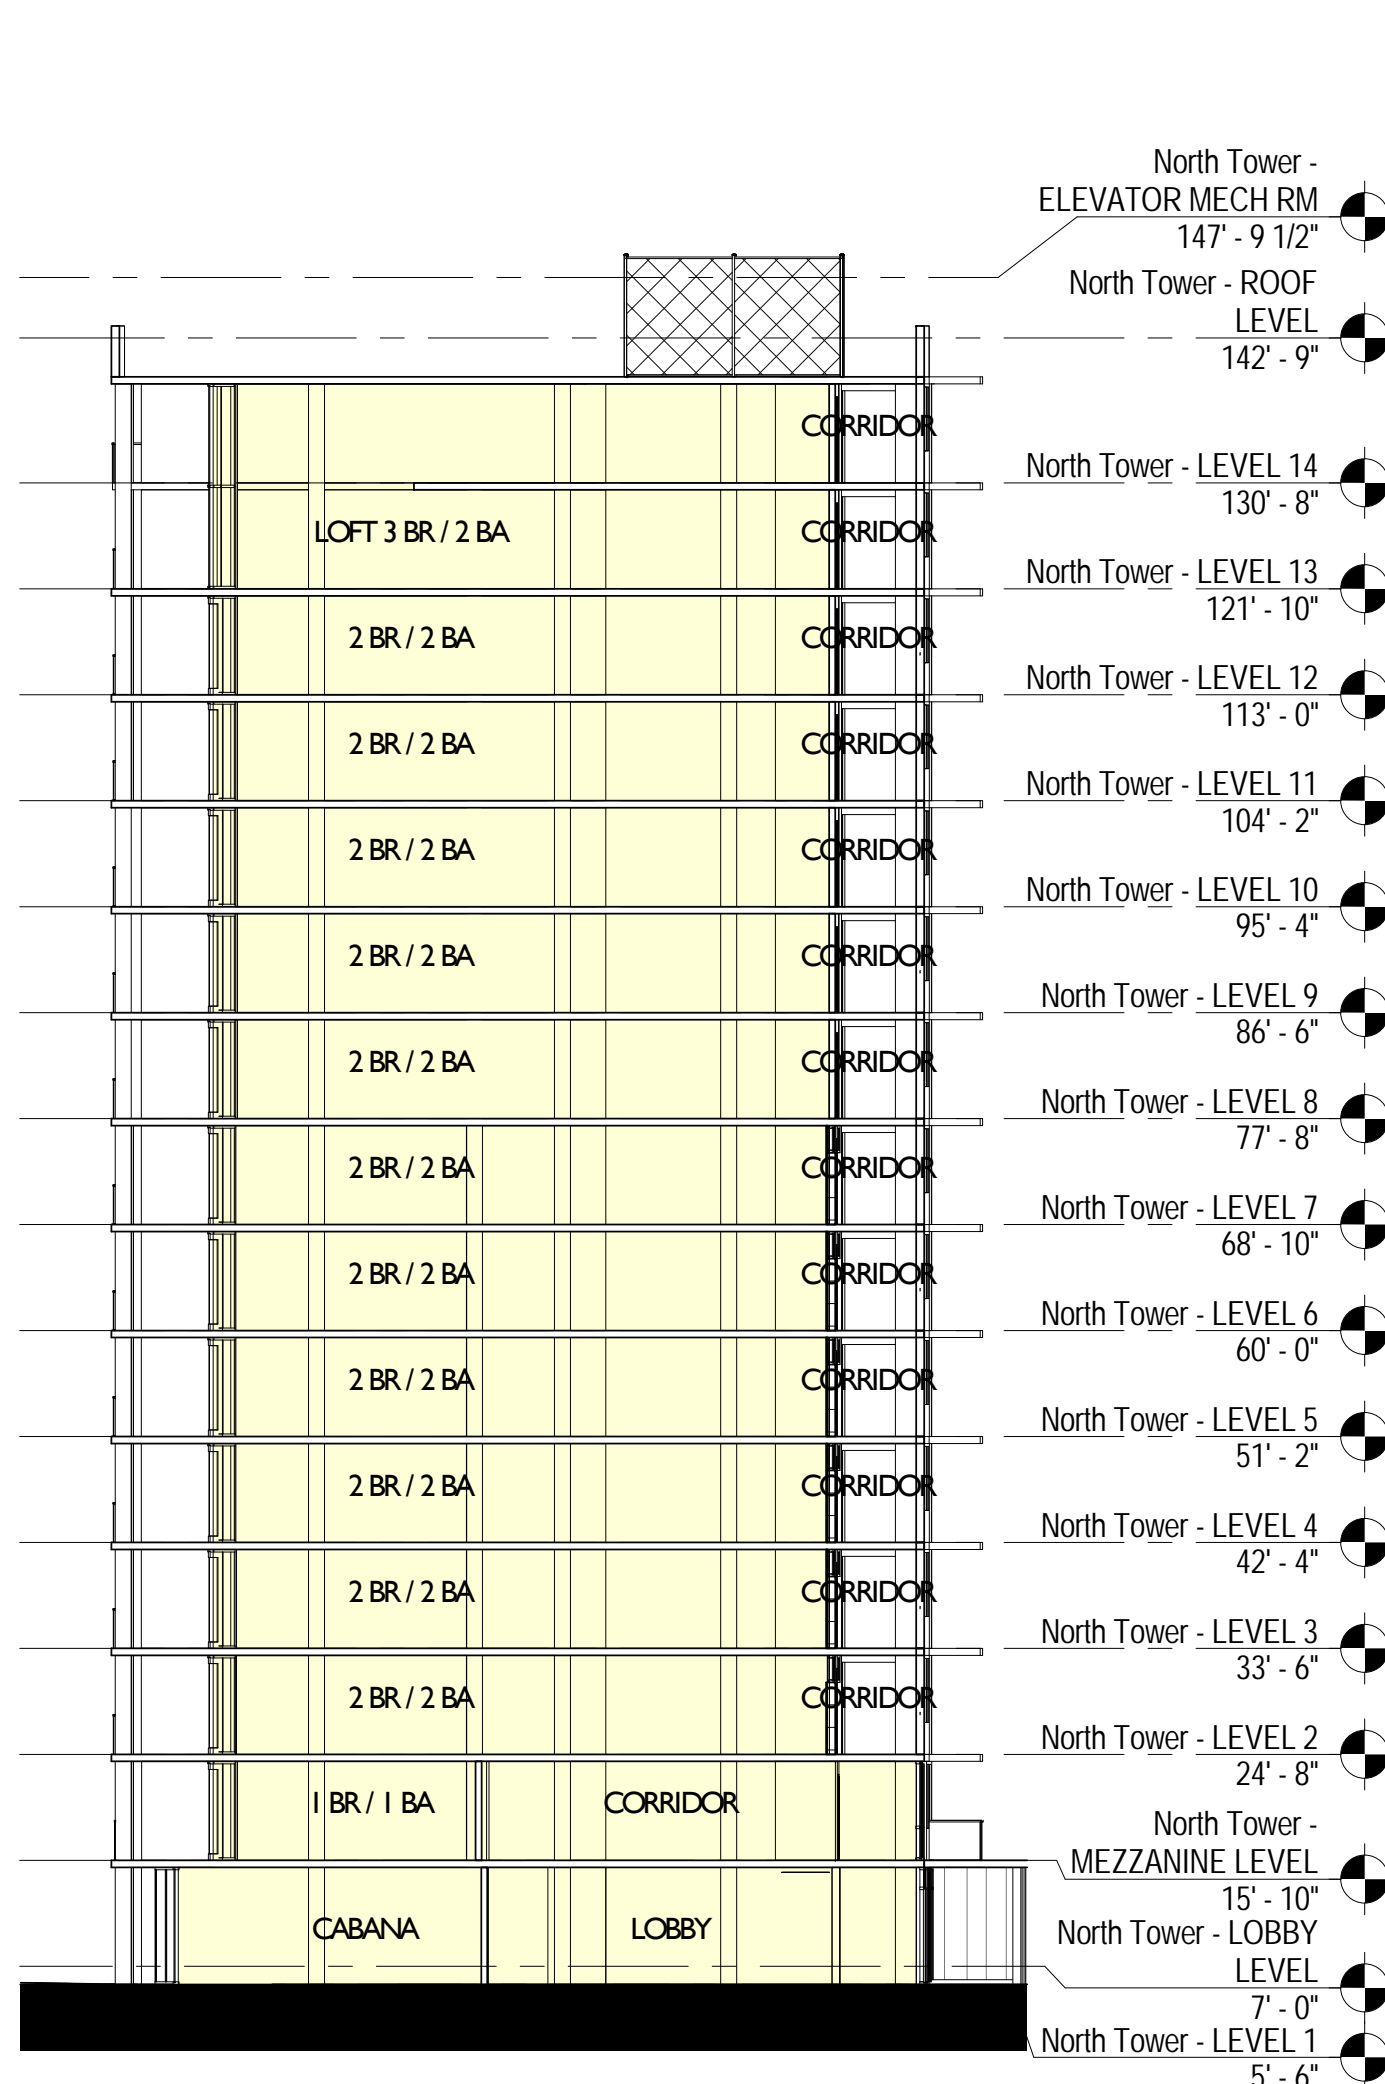 North Tower -
ELEVATOR MECH RM
147' - 9 1/2"
North Tower - ROOF
LEVEL
142' - 9"
CORRIDOR
North Tower - LEVEL 14
130' - 8"
LOFT 3 BR / 2 BA CORRIDOR
North Tower - LEVEL 13
121' - 10"
2 BR / 2 BA CORRIDOR
North Tower - LEVEL 12
113' - 0"
2 BR / 2 BA CORRIDOR
North Tower - LEVEL 11
104' - 2"
2 BR / 2 BA CORRIDOR
North Tower - LEVEL 10
95' - 4"
2 BR / 2 BA CORRIDOR
North Tower - LEVEL 9
86' - 6"
2 BR / 2 BA CORRIDOR
North Tower - LEVEL 8
77' - 8"
2 BR / 2 BA CORRIDOR
North Tower - LEVEL 7
68' - 10"
2 BR / 2 BA CORRIDOR
North Tower - LEVEL 6
60' - 0"
2 BR / 2 BA CORRIDOR
North Tower - LEVEL 5
51' - 2"
2 BR / 2 BA CORRIDOR
North Tower - LEVEL 4
42' - 4"
2 BR / 2 BA CORRIDOR
North Tower - LEVEL 3
33' - 6"
2 BR / 2 BA CORRIDOR
North Tower - LEVEL 2
24' - 8"
1 BR / 1 BA CORRIDOR
North Tower -
MEZZANINE LEVEL
15' - 10"
CABANA LOBBY
North Tower - LOBBY
LEVEL
7' - 0"
North Tower - LEVEL 1
5' - 6"